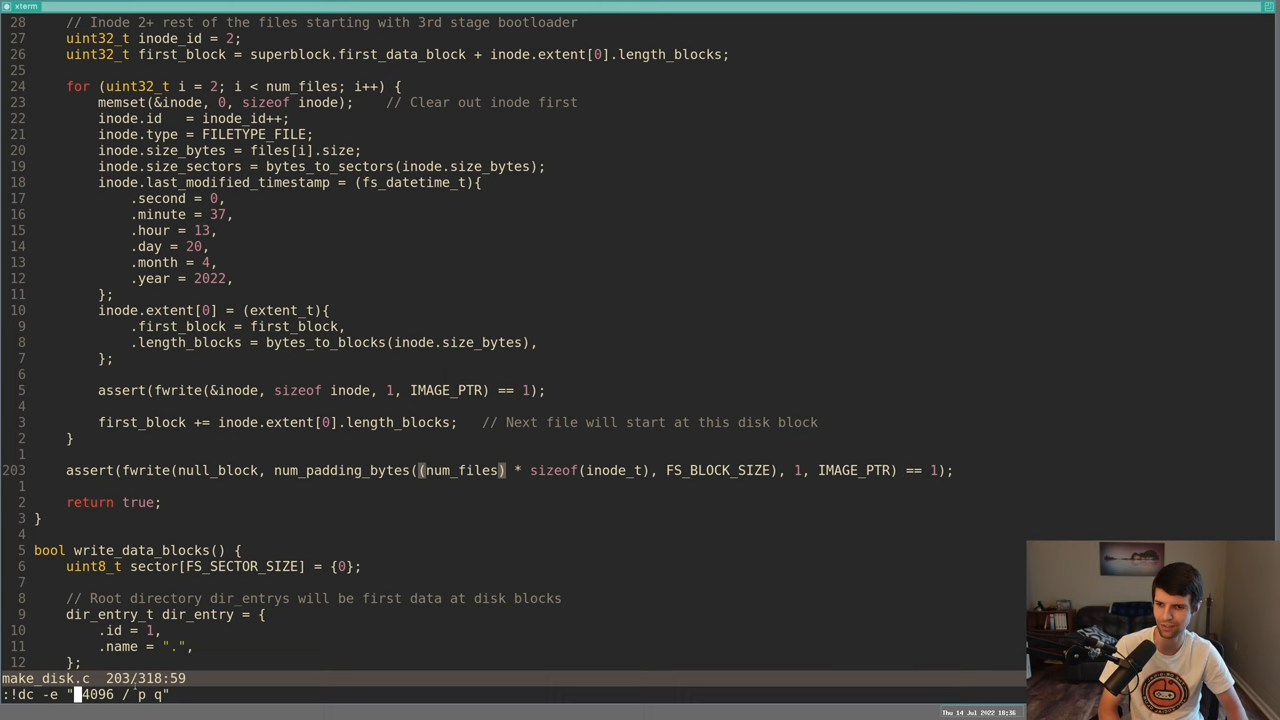 xterm
28 // Inode 2+ rest of the files starting with 3rd stage bootloader
27 uint32_t inode_id = 2;
26 uint32_t first_block = superblock.first_data_block + inode.extent[0].length_blocks;
25
24 for (uint32_t i = 2; i < num_files; i++) {
23 memset(&inode, 0, sizeof inode); // Clear out inode first
22 inode.id = inode_id++;
21 inode.type = FILETYPE_FILE;
20 inode.size_bytes = files[i].size;
19 inode.size_sectors = bytes_to_sectors(inode.size_bytes);
18 inode.last_modified_timestamp = (fs_datetime_t){
17 .second = 0,
16 .minute = 37,
15 .hour = 13,
14 .day = 20,
13 .month = 4,
12 .year = 2022,
11 };
10 inode.extent[0] = (extent_t){
9 .first_block = first_block,
8 .length_blocks = bytes_to_blocks(inode.size_bytes),
7 };
6
5 assert(fwrite(&inode, sizeof inode, 1, IMAGE_PTR) == 1);
4
3 first_block += inode.extent[0].length_blocks; // Next file will start at this disk block
2 }
1
203 assert(fwrite(null_block, num_padding_bytes((num_files) * sizeof(inode_t), FS_BLOCK_SIZE), 1, IMAGE_PTR) == 1);
1
2 return true;
3 }
4
5 bool write_data_blocks() {
6 uint8_t sector[FS_SECTOR_SIZE] = {0};
7
8 // Root directory dir_entrys will be first data at disk blocks
9 dir_entry_t dir_entry = {
10 .id = 1,
11 .name = ".",
12 };
make_disk.c 203/318:59
:!dc -e " 4096 / p q"
Thu 14 Jul 2022 18:36